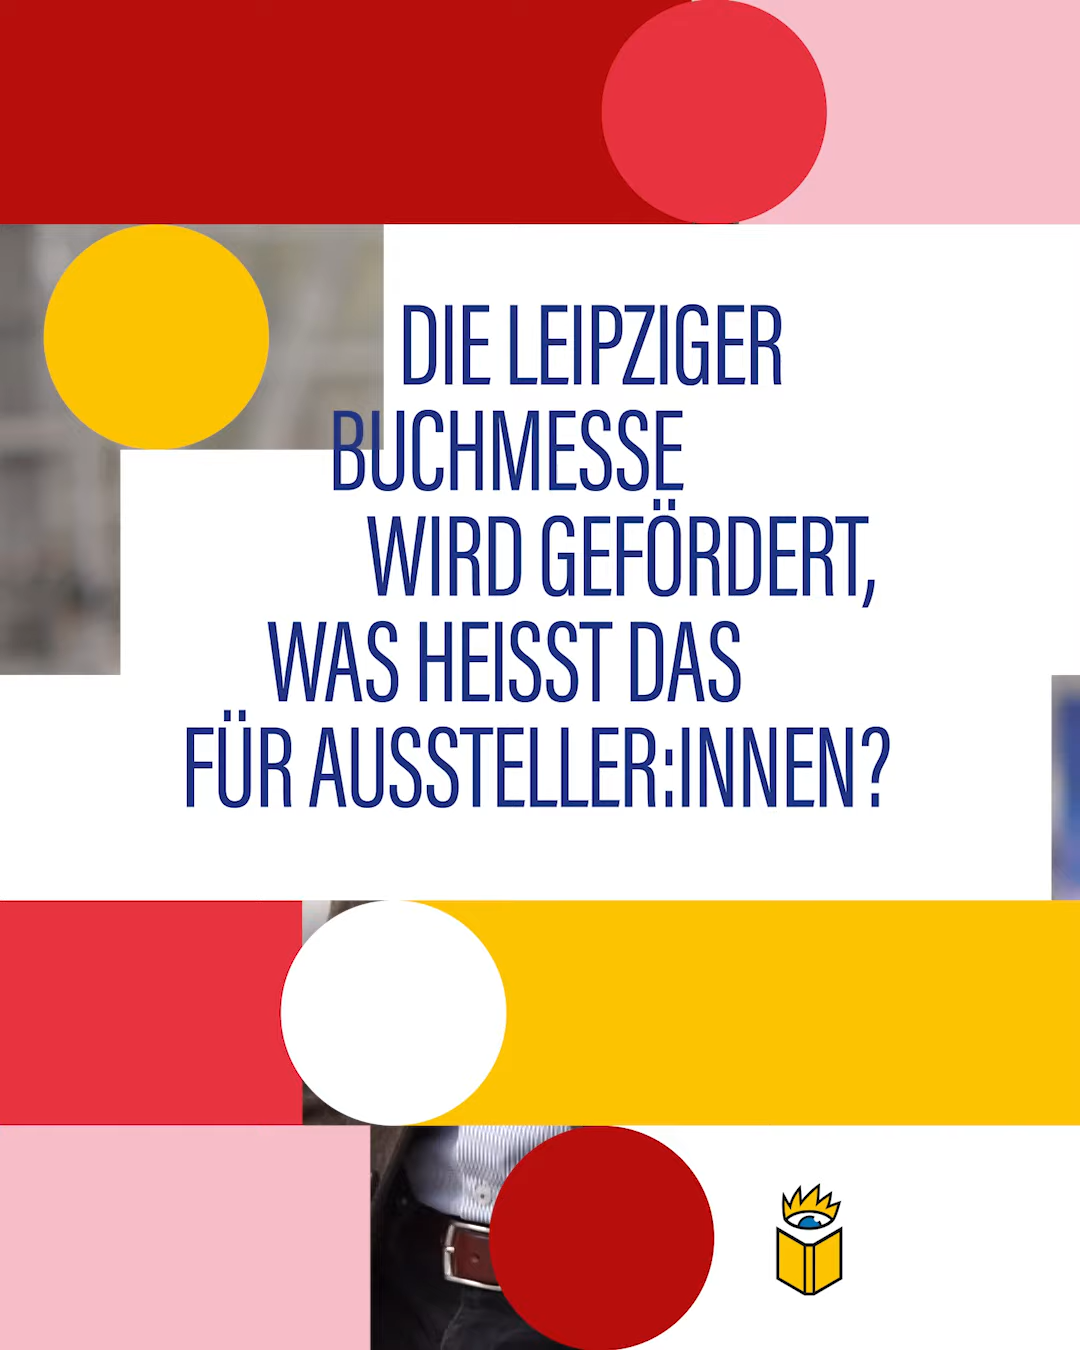 DIE LEIPZIGER
BUCHMESSE
WIRD GEFÖRDERT,
WAS HEISST DAS
FÜR AUSSTELLER:INNEN?